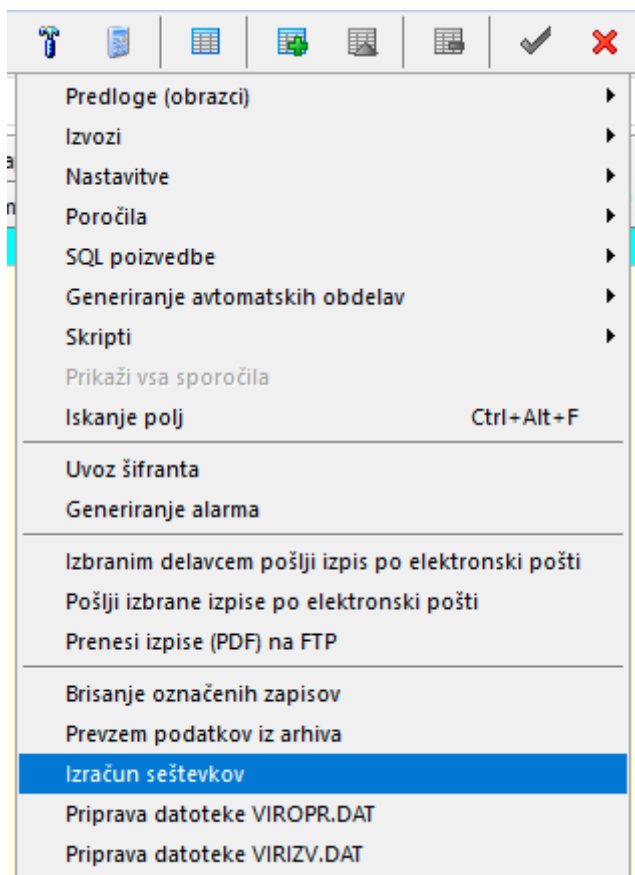 Predloge (obrazci)
Izvozi
Nastavitve
Poročila
SQL poizvedbe
Generiranje avtomatskih obdelav
Skripti
Prikaži vsa sporočila
Iskanje polj Ctrl+Alt+F
Uvoz šifranta
Generiranje alarma
Izbranim delavcem pošlji izpis po elektronski pošti
Pošlji izbrane izpise po elektronski pošti
Prenesi izpise (PDF) na FTP
Brisanje označenih zapisov
Prevzem podatkov iz arhiva
Izračun seštevkov
Priprava datoteke VIROPR.DAT
Priprava datoteke VIRIZV.DAT